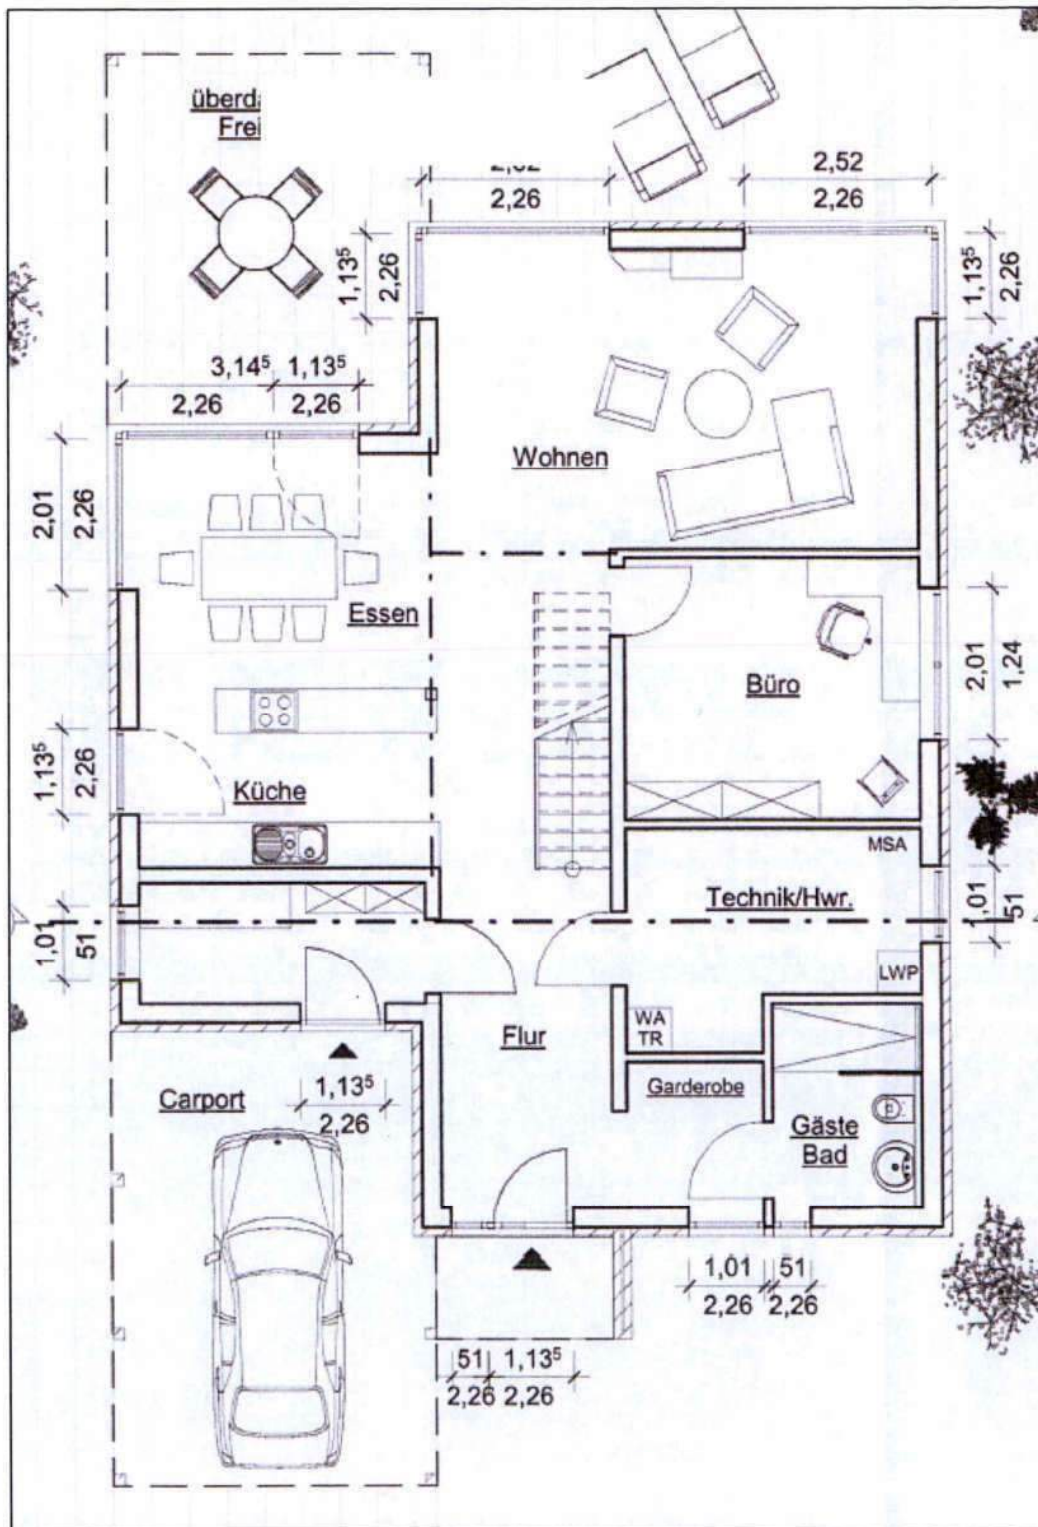 überd
Frei
2,26
2,52
2,26
1,13⁵
2,26
1,13⁵
2,26
3,14⁵
1,13⁵
2,26
2,26
Wohnen
2,01
2,26
Essen
Büro
2,01
1,24
1,13⁵
2,26
Küche
MSA
Technik/Hwr.
1,01
51
1,01
51
LWP
WA
TR
Flur
Garderobe
Carport
1,13⁵
2,26
Gäste
Bad
1,01
51
2,26
2,26
51
1,13⁵
2,26
2,26